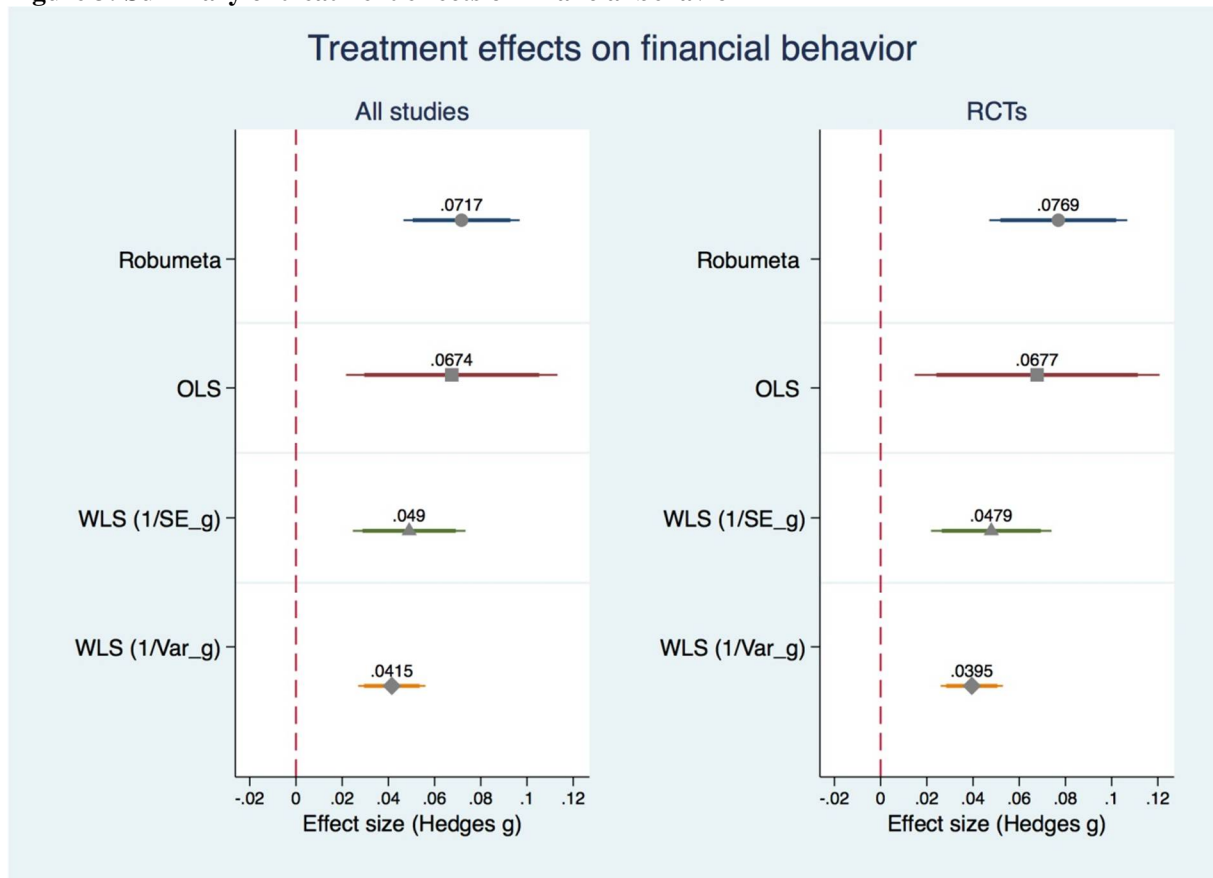 Treatment effects on financial behavior
All studies
.0717
Robumeta
.0674
OLS
.049
WLS (1/SE_g)
WLS (1/Var_g)
.0415
-.02 0 .02 .04 .06 .08 .1 .12
Effect size (Hedges g)
RCTs
.0769
Robumeta
.0677
OLS
.0479
WLS (1/SE_g)
WLS (1/Var_g)
.0395
-.02 0 .02 .04 .06 .08 .1 .12
Effect size (Hedges g)